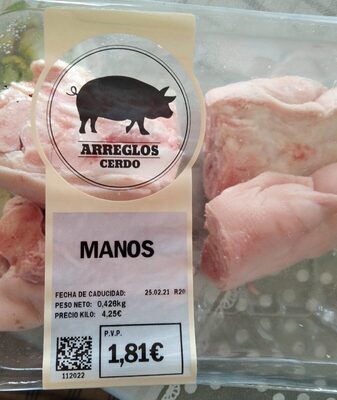 ARREGLOS
CERDO
MANOS
FECHA DE CADUCIDAD: 25.02.21 R20
PESO NETO: 0,426kg
PRECIO KILO: 4,25€
P.V.P.
1,81€
112022